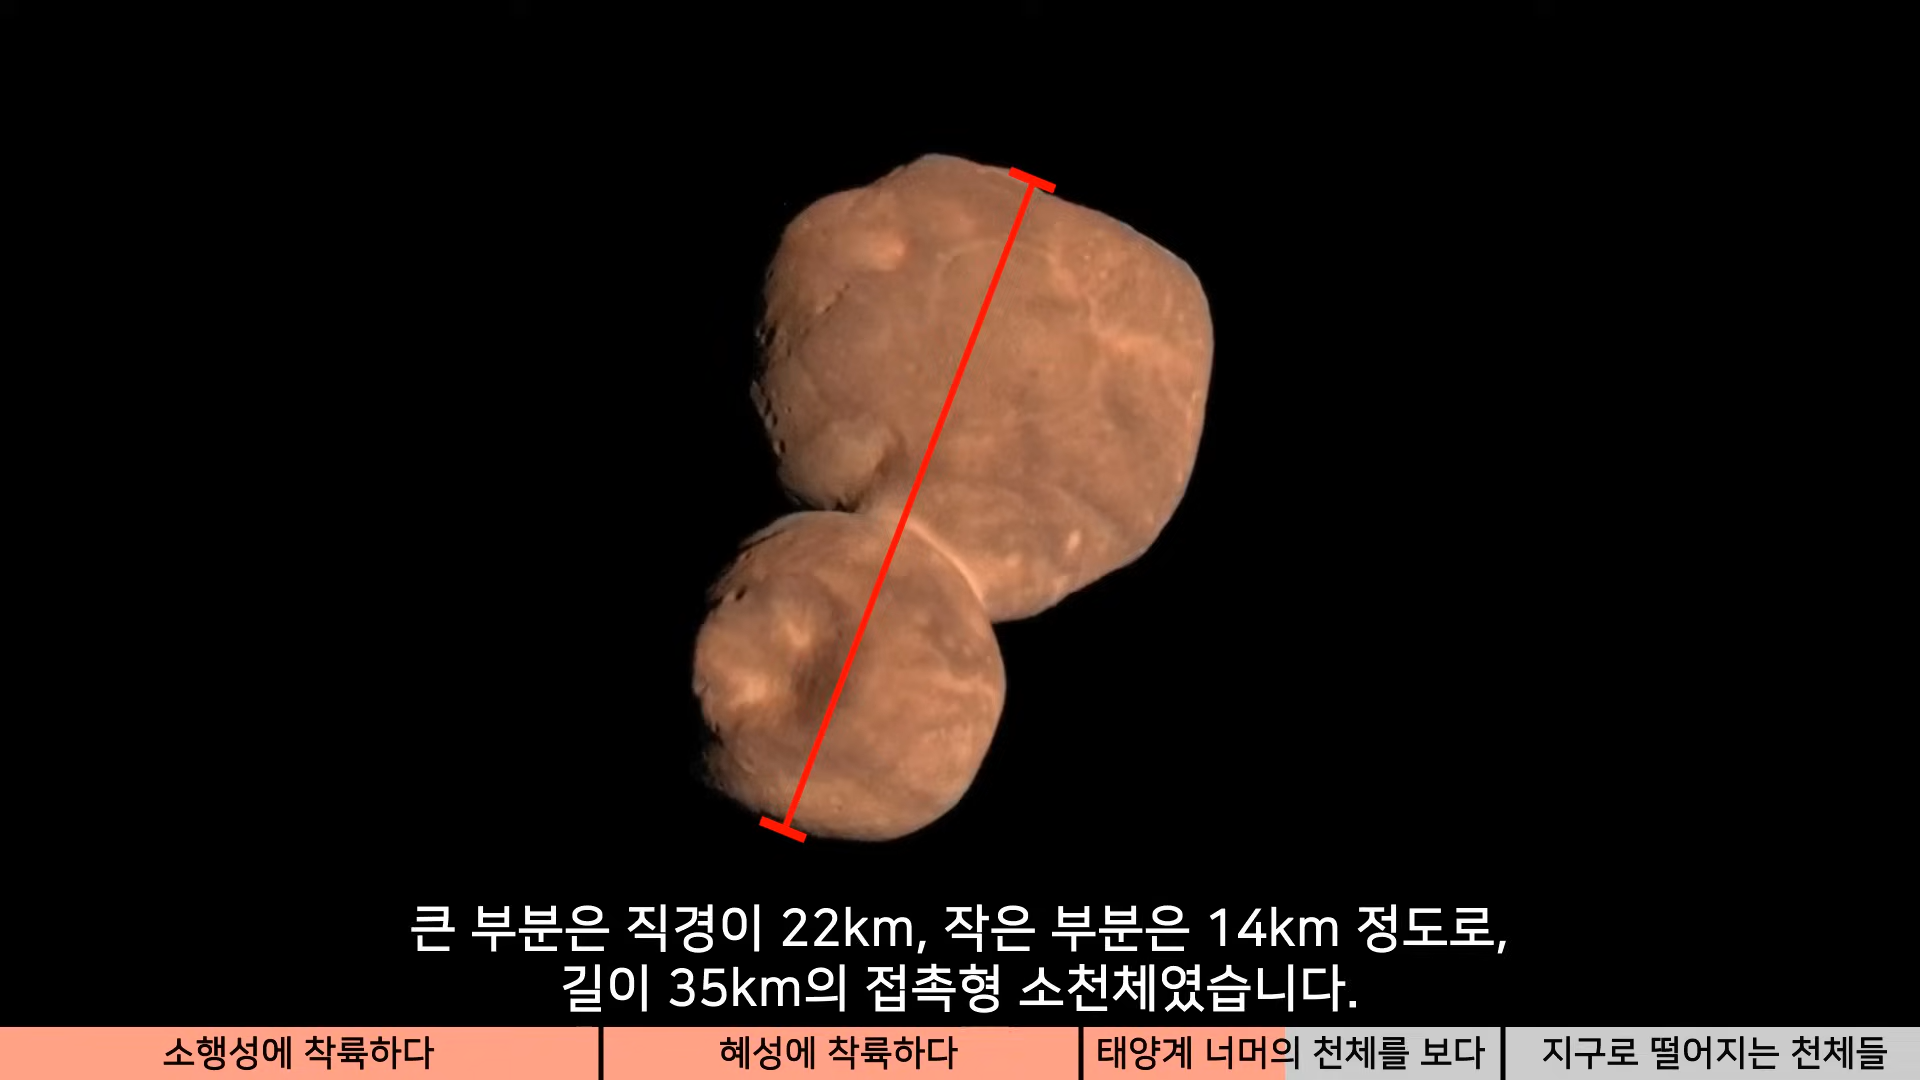 큰 부분은 직경이 22km, 작은 부분은 14km 정도로,
길이 35km의 접촉형 소천체였습니다.
소행성에 착륙하다
혜성에 착륙하다
태양계 너머의 천체를 보다
지구로 떨어지는 천체들